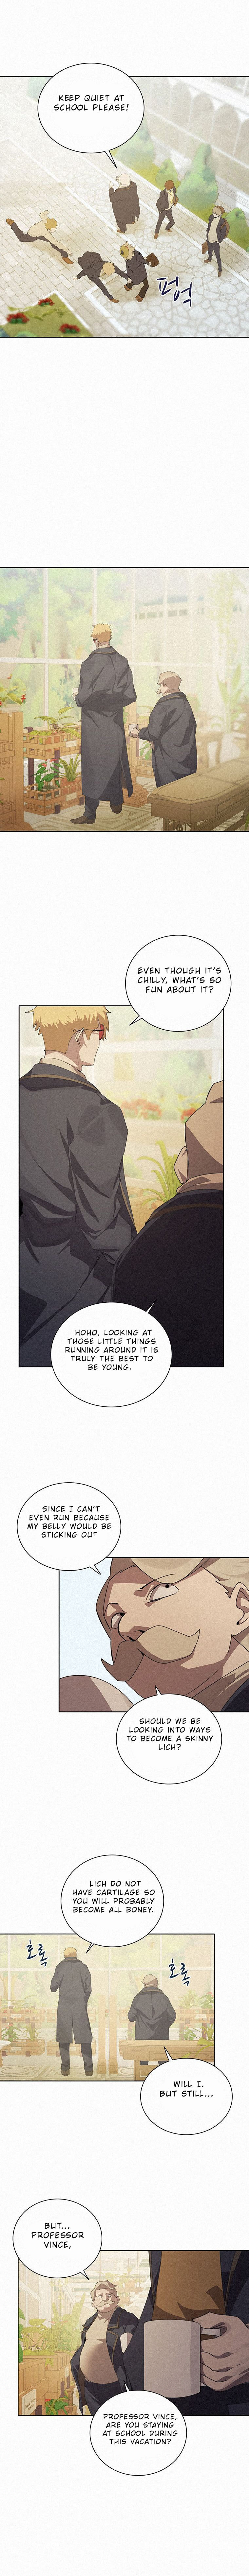 KEEP QUIET AT
SCHOOL PLEASE!
퍼억
EVEN THOUGH IT'S
CHILLY, WHAT'S SO
FUN ABOUT IT?
HOHO, LOOKING AT
THOSE LITTLE THINGS
RUNNING AROUND IT IS
TRULY THE BEST TO
BE YOUNG.
SINCE I CAN'T
EVEN RUN BECAUSE
MY BELLY WOULD BE
STICKING OUT
SHOULD WE BE
LOOKING INTO WAYS
TO BECOME A SKINNY
LICH?
LICH DO NOT
HAVE CARTILAGE SO
YOU WILL PROBABLY
BECOME ALL BONEY.
호록
호록
WILL I.
BUT STILL...
BUT...
PROFESSOR
VINCE,
PROFESSOR VINCE,
ARE YOU STAYING
AT SCHOOL DURING
THIS VACATION?